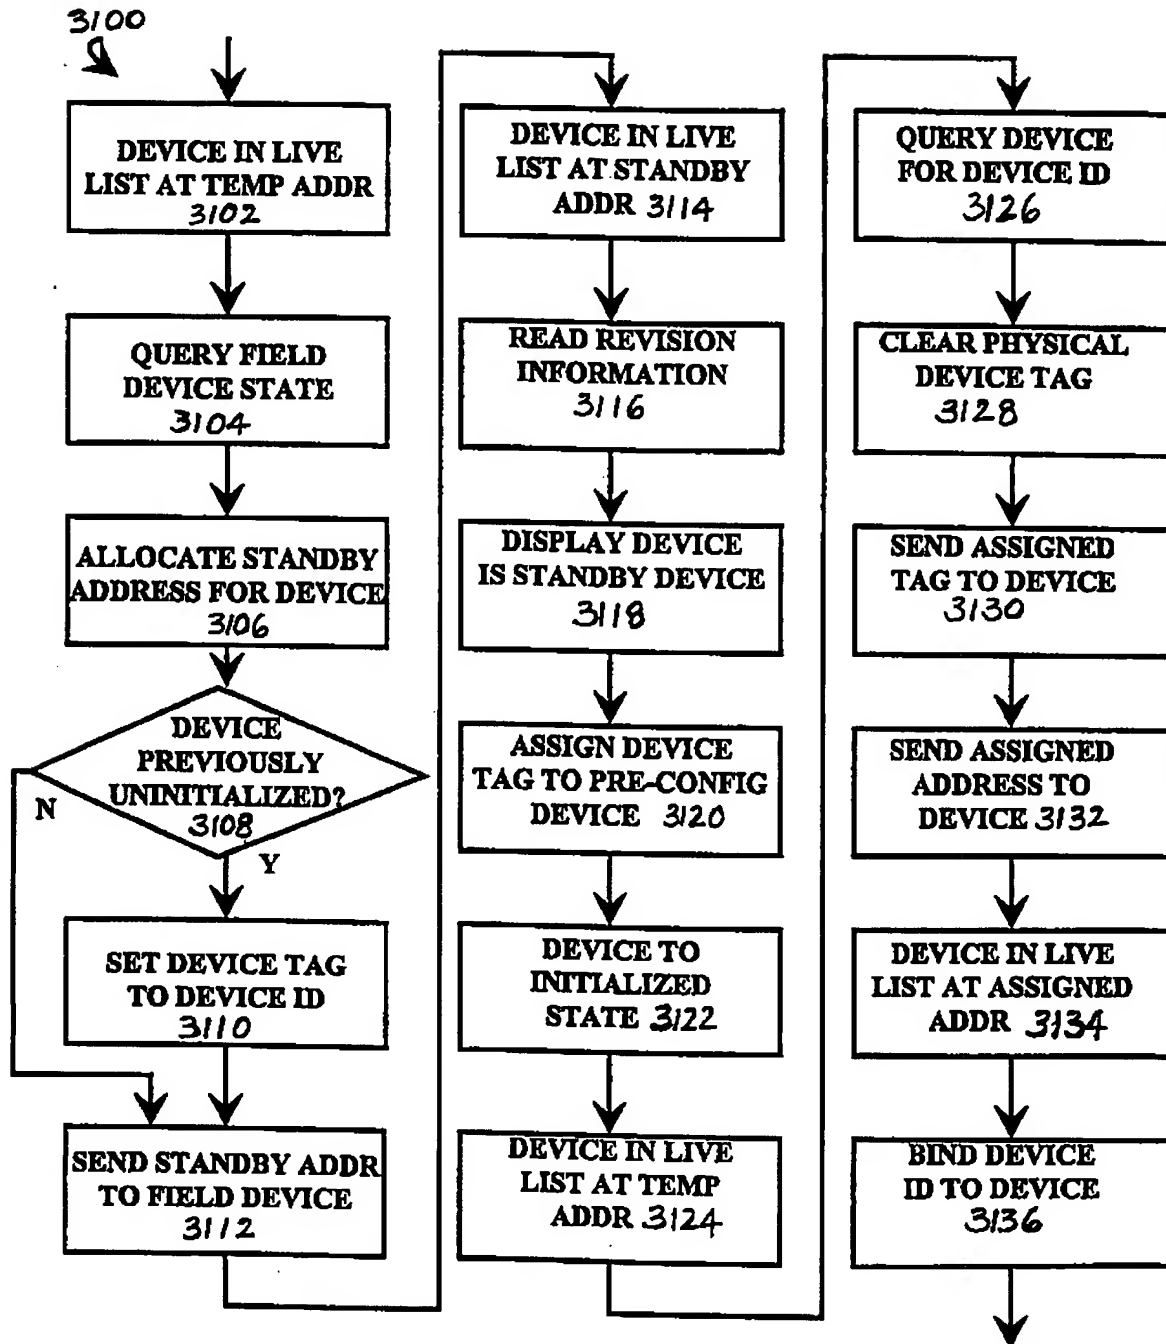 3100
DEVICE IN LIVE
LIST AT TEMP ADDR
3102
QUERY FIELD
DEVICE STATE
3104
ALLOCATE STANDBY
ADDRESS FOR DEVICE
3106
DEVICE
PREVIOUSLY
UNINITIALIZED?
3108
N
Y
SET DEVICE TAG
TO DEVICE ID
3110
SEND STANDBY ADDR
TO FIELD DEVICE
3112
DEVICE IN LIVE
LIST AT STANDBY
ADDR 3114
READ REVISION
INFORMATION
3116
DISPLAY DEVICE
IS STANDBY DEVICE
3118
ASSIGN DEVICE
TAG TO PRE-CONFIG
DEVICE 3120
DEVICE TO
INITIALIZED
STATE 3122
DEVICE IN LIVE
LIST AT TEMP
ADDR 3124
QUERY DEVICE
FOR DEVICE ID
3126
CLEAR PHYSICAL
DEVICE TAG
3128
SEND ASSIGNED
TAG TO DEVICE
3130
SEND ASSIGNED
ADDRESS TO
DEVICE 3132
DEVICE IN LIVE
LIST AT ASSIGNED
ADDR 3134
BIND DEVICE
ID TO DEVICE
3136